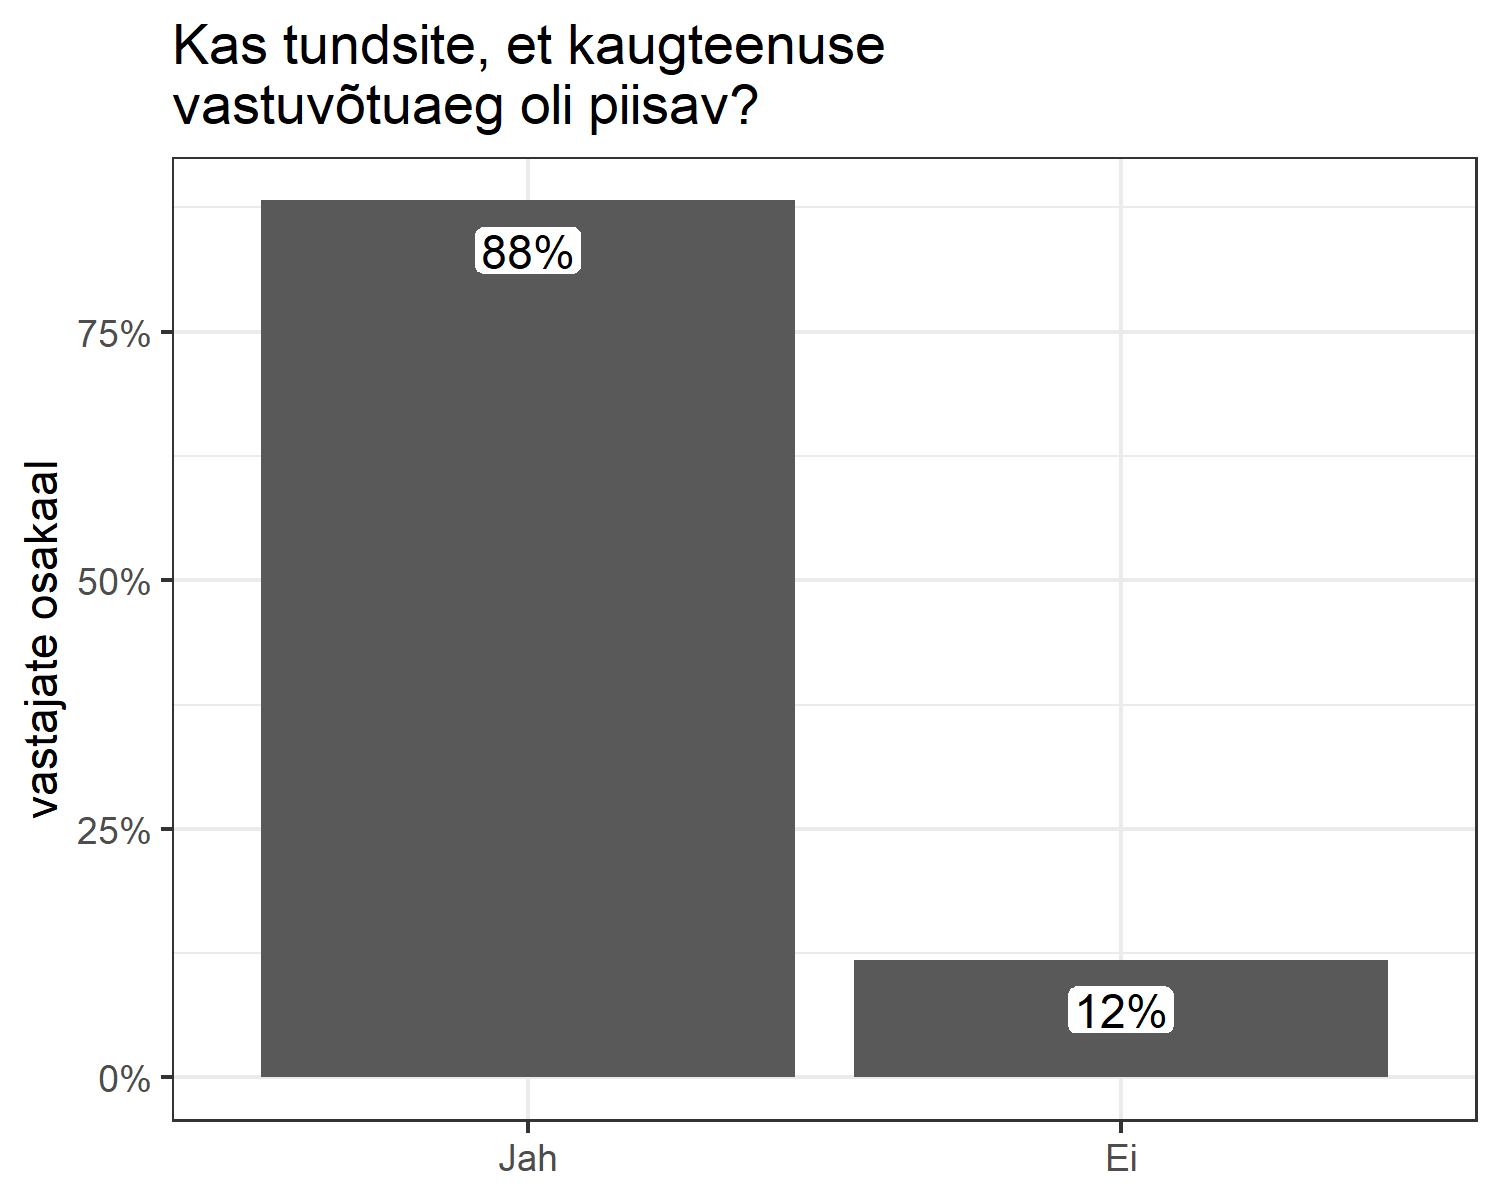 Kas tundsite, et kaugteenuse
vastuvõtuaeg oli piisav?
vastajate osakaal
75%
50%
25%
0%
88%
12%
Jah
Ei